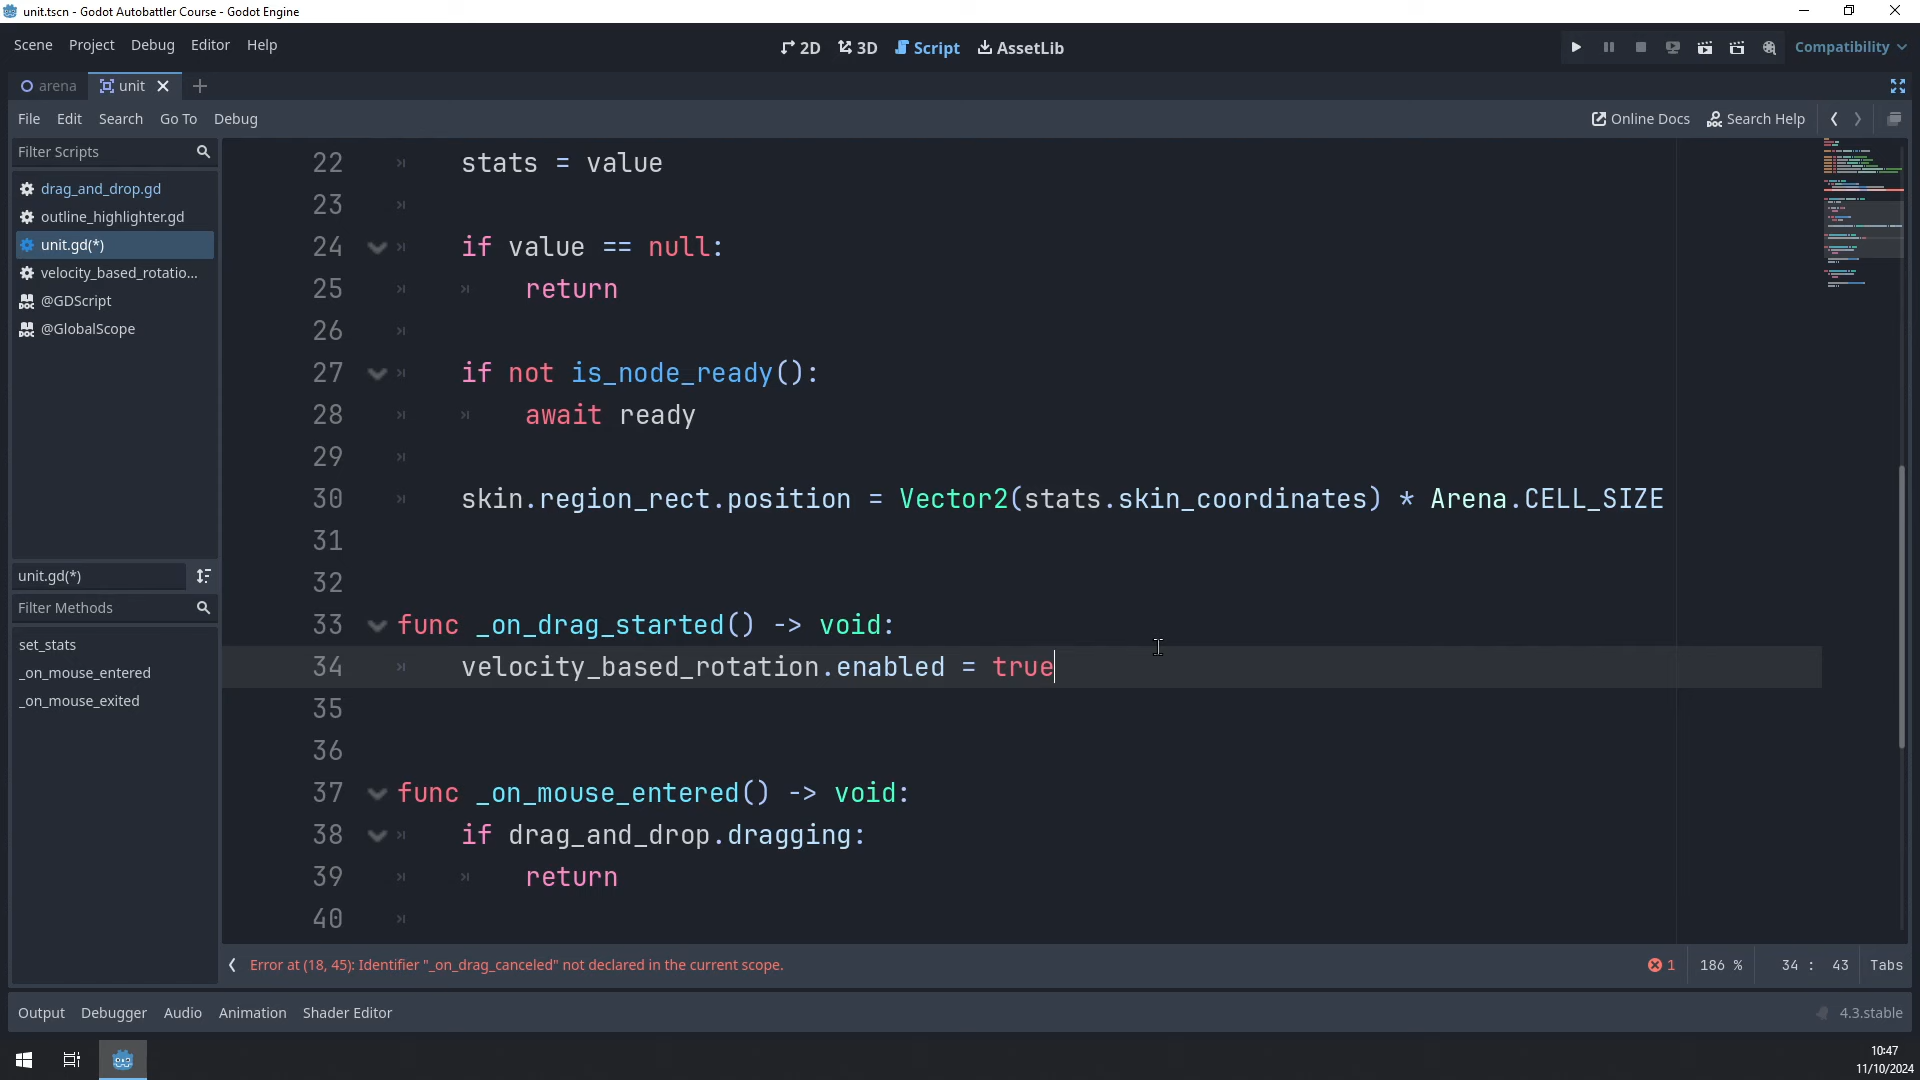 unit.tscn - Godot Autobattler Course - Godot Engine
Scene Project Debug Editor Help
2D 3D Script AssetLib
Compatibility
arena unit
File Edit Search Go To Debug
Online Docs Search Help
Filter Scripts
drag_and_drop.gd
outline_highlighter.gd
unit.gd(*)
velocity_based_rotatio...
@GDScript
@GlobalScope
unit.gd(*)
Filter Methods
set_stats
_on_mouse_entered
_on_mouse_exited
22 stats = value
23
24 if value == null:
25 return
26
27 if not is_node_ready():
28 await ready
29
30 skin.region_rect.position = Vector2(stats.skin_coordinates) * Arena.CELL_SIZE
31
32
33 func _on_drag_started() -> void:
34 velocity_based_rotation.enabled = true
35
36
37 func _on_mouse_entered() -> void:
38 if drag_and_drop.dragging:
39 return
40
Error at (18, 45): Identifier "_on_drag_canceled" not declared in the current scope.
1 186 % 34 : 43 Tabs
Output Debugger Audio Animation Shader Editor
4.3.stable
10:47
11/10/2024